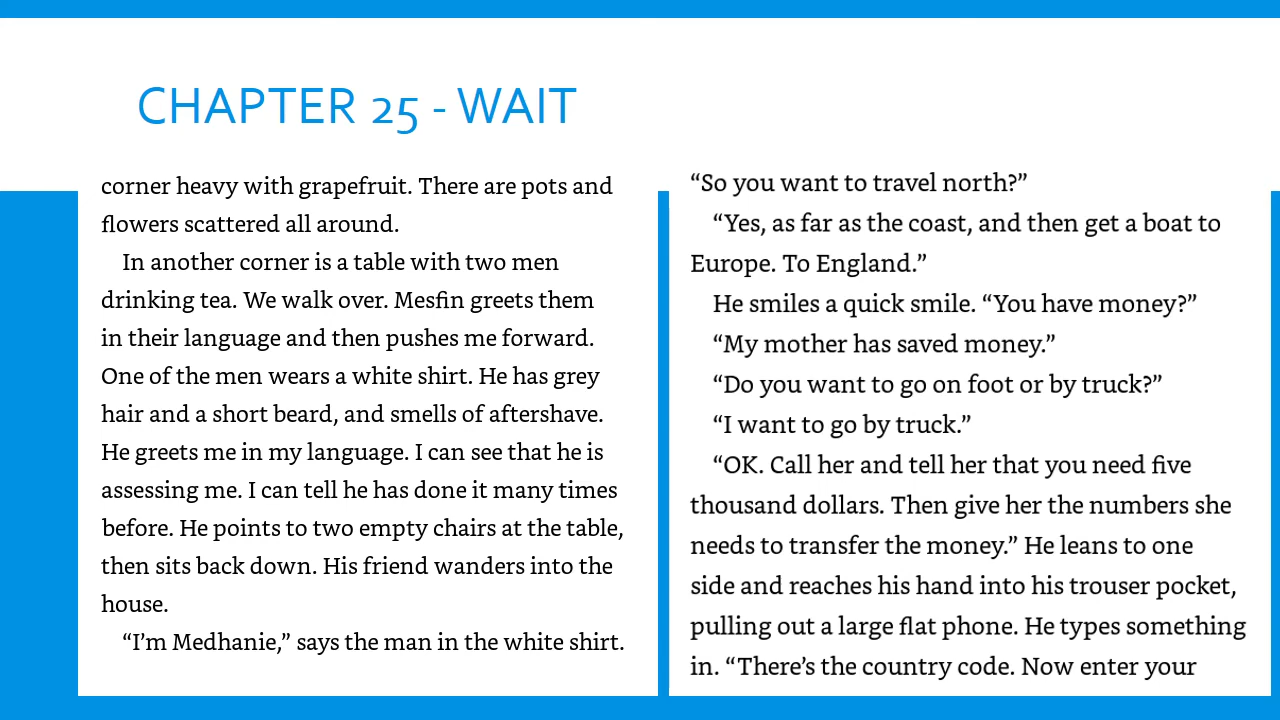 CHAPTER 25 - WAIT
corner heavy with grapefruit. There are pots and
flowers scattered all around.
In another corner is a table with two men
drinking tea. We walk over. Mesfin greets them
in their language and then pushes me forward.
One of the men wears a white shirt. He has grey
hair and a short beard, and smells of aftershave.
He greets me in my language. I can see that he is
assessing me. I can tell he has done it many times
before. He points to two empty chairs at the table,
then sits back down. His friend wanders into the
house.
“I’m Medhanie,” says the man in the white shirt.
“So you want to travel north?”
“Yes, as far as the coast, and then get a boat to
Europe. To England.”
He smiles a quick smile. “You have money?”
“My mother has saved money.”
“Do you want to go on foot or by truck?”
“I want to go by truck.”
“OK. Call her and tell her that you need five
thousand dollars. Then give her the numbers she
needs to transfer the money.” He leans to one
side and reaches his hand into his trouser pocket,
pulling out a large flat phone. He types something
in. “There’s the country code. Now enter your